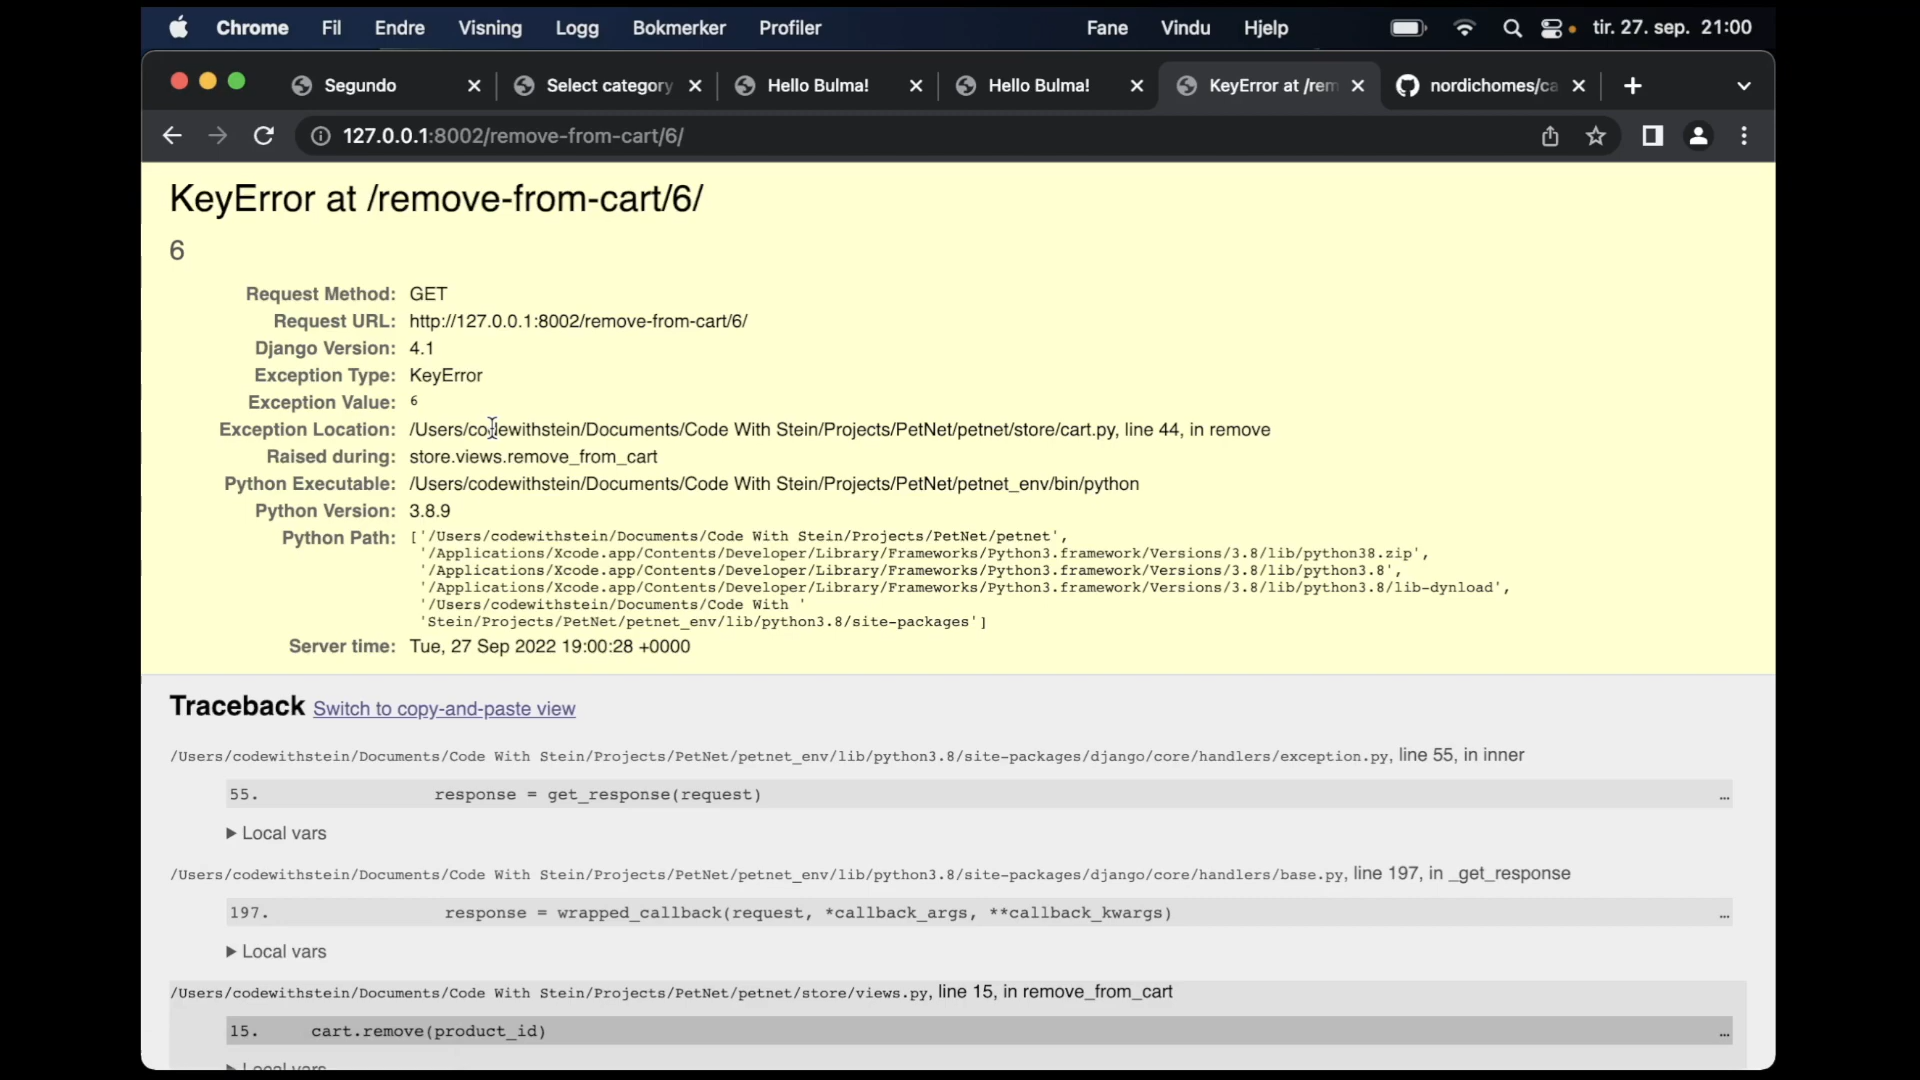 Chrome Fil Endre Visning Logg Bokmerker Profiler Fane Vindu Hjelp tir. 27. sep. 21:00
Segundo Select category Hello Bulma! Hello Bulma! KeyError at /rem nordichomes/ca
127.0.0.1:8002/remove-from-cart/6/
KeyError at /remove-from-cart/6/
6
Request Method: GET
Request URL: http://127.0.0.1:8002/remove-from-cart/6/
Django Version: 4.1
Exception Type: KeyError
Exception Value: 6
Exception Location: /Users/codewithstein/Documents/Code With Stein/Projects/PetNet/petnet/store/cart.py, line 44, in remove
Raised during: store.views.remove_from_cart
Python Executable: /Users/codewithstein/Documents/Code With Stein/Projects/PetNet/petnet_env/bin/python
Python Version: 3.8.9
Python Path: ['/Users/codewithstein/Documents/Code With Stein/Projects/PetNet/petnet',
'/Applications/Xcode.app/Contents/Developer/Library/Frameworks/Python3.framework/Versions/3.8/lib/python38.zip',
'/Applications/Xcode.app/Contents/Developer/Library/Frameworks/Python3.framework/Versions/3.8/lib/python3.8',
'/Applications/Xcode.app/Contents/Developer/Library/Frameworks/Python3.framework/Versions/3.8/lib/python3.8/lib-dynload',
'/Users/codewithstein/Documents/Code With '
'Stein/Projects/PetNet/petnet_env/lib/python3.8/site-packages']
Server time: Tue, 27 Sep 2022 19:00:28 +0000
Traceback Switch to copy-and-paste view
/Users/codewithstein/Documents/Code With Stein/Projects/PetNet/petnet_env/lib/python3.8/site-packages/django/core/handlers/exception.py, line 55, in inner
55. response = get_response(request) …
▶ Local vars
/Users/codewithstein/Documents/Code With Stein/Projects/PetNet/petnet_env/lib/python3.8/site-packages/django/core/handlers/base.py, line 197, in _get_response
197. response = wrapped_callback(request, *callback_args, **callback_kwargs) …
▶ Local vars
/Users/codewithstein/Documents/Code With Stein/Projects/PetNet/petnet/store/views.py, line 15, in remove_from_cart
15. cart.remove(product_id) …
▶ Local vars